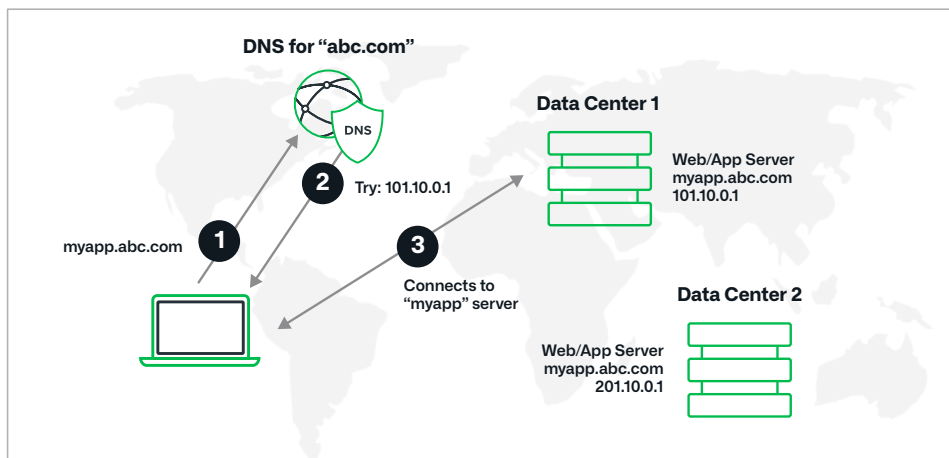 DNS for “abc.com”
DNS
Data Center 1
Web/App Server
myapp.abc.com
101.10.0.1
2
Try: 101.10.0.1
1
myapp.abc.com
3
Connects to
“myapp” server
Data Center 2
Web/App Server
myapp.abc.com
201.10.0.1